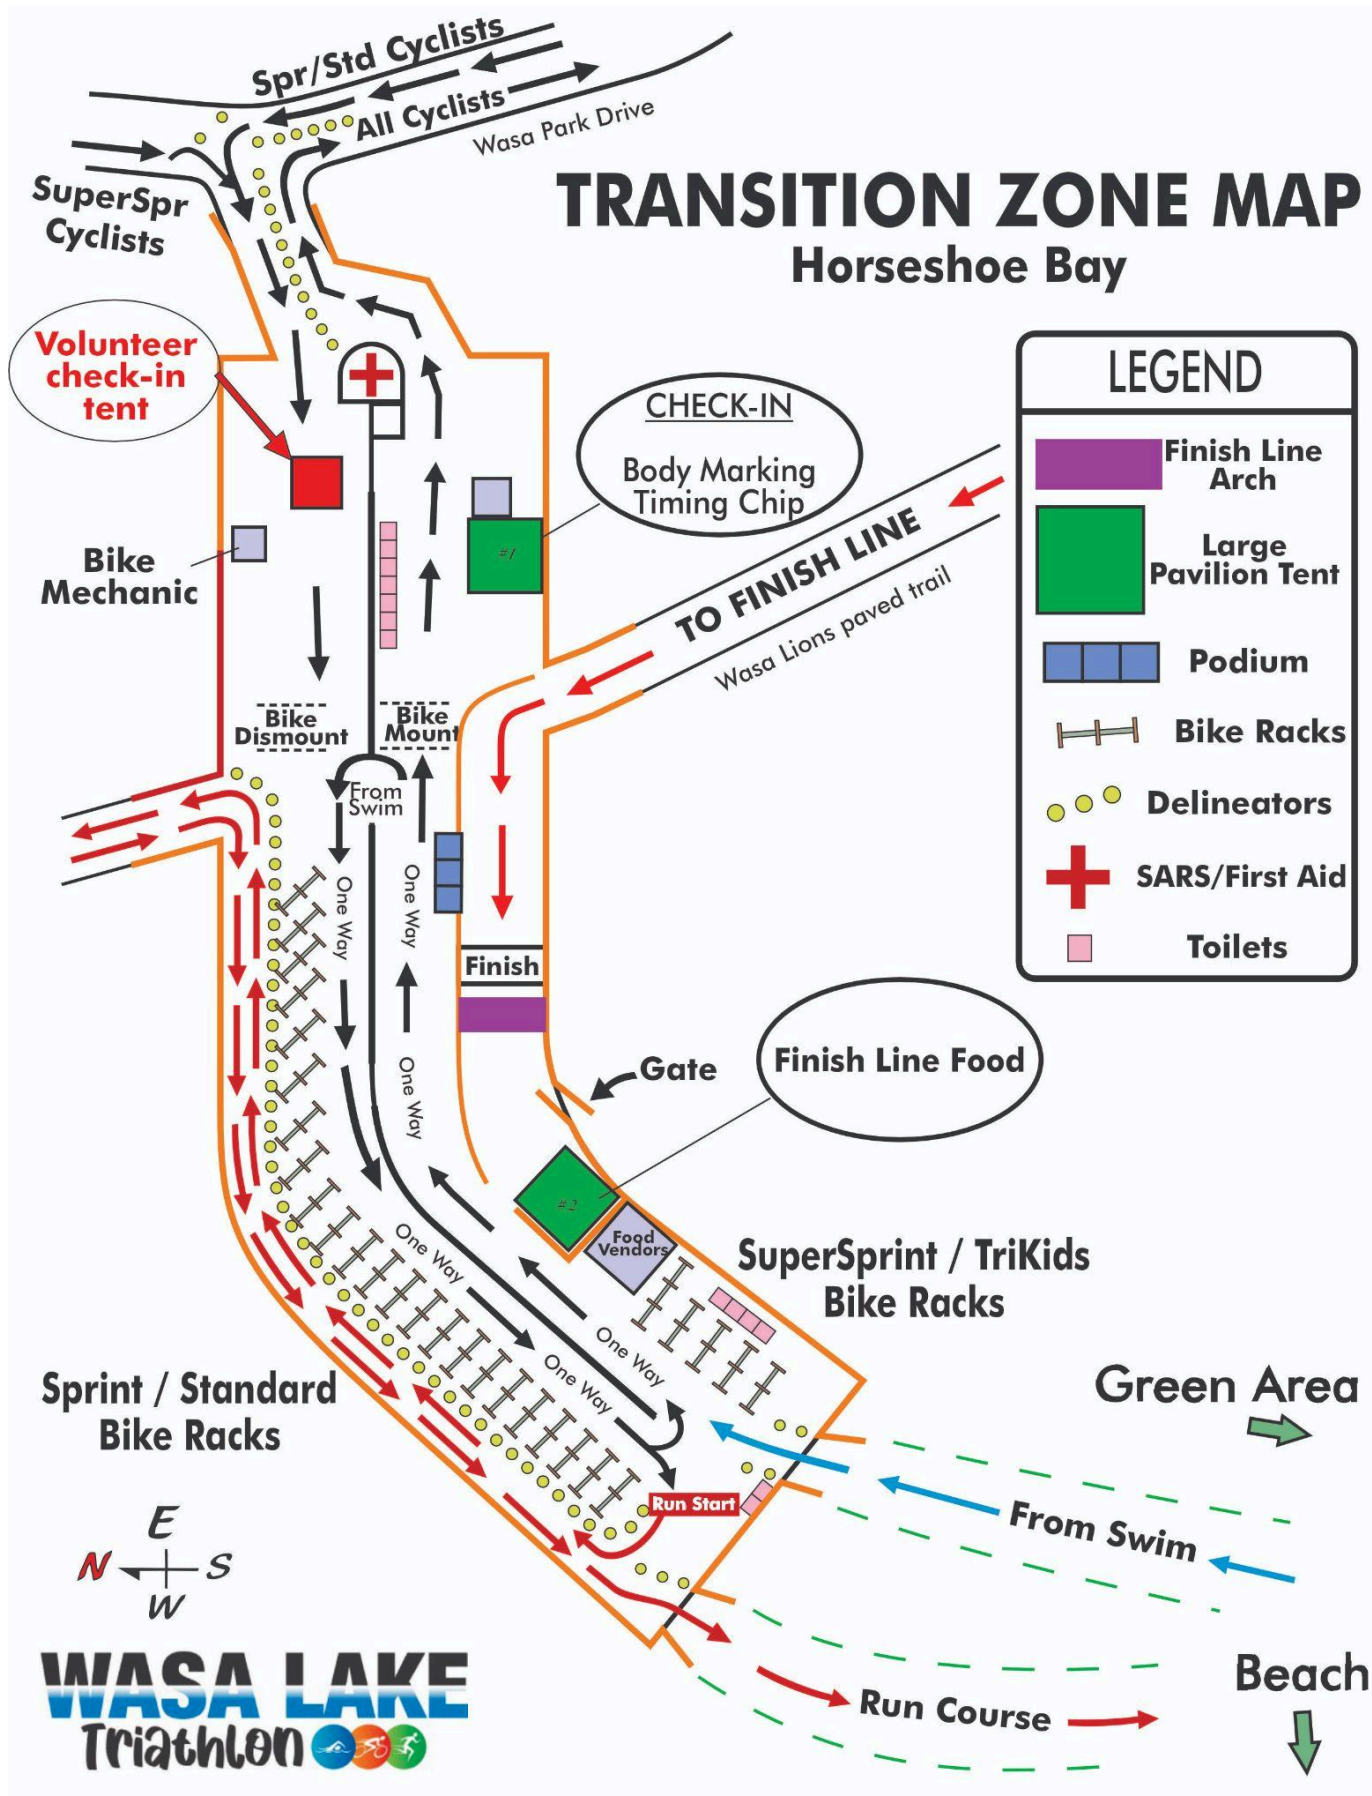 Spr/Std Cyclists
All Cyclists
Wasa Park Drive
SuperSpr
Cyclists
TRANSITION ZONE MAP
Horseshoe Bay
Volunteer
check-in
tent
CHECK-IN
Body Marking
Timing Chip
#1
Bike
Mechanic
TO FINISH LINE
Wasa Lions paved trail
LEGEND
Finish Line
Arch
Large
Pavilion Tent
Podium
Bike Racks
Delineators
SARS/First Aid
Toilets
Bike
Dismount
Bike
Mount
From
Swim
One Way
One Way
Finish
One Way
Gate
Finish Line Food
#2
Food
Vendors
SuperSprint / TriKids
Bike Racks
One Way
One Way
One Way
Sprint / Standard
Bike Racks
Run Start
Green Area
From Swim
E
N
S
W
Beach
Run Course
WASA LAKE
Triathlon